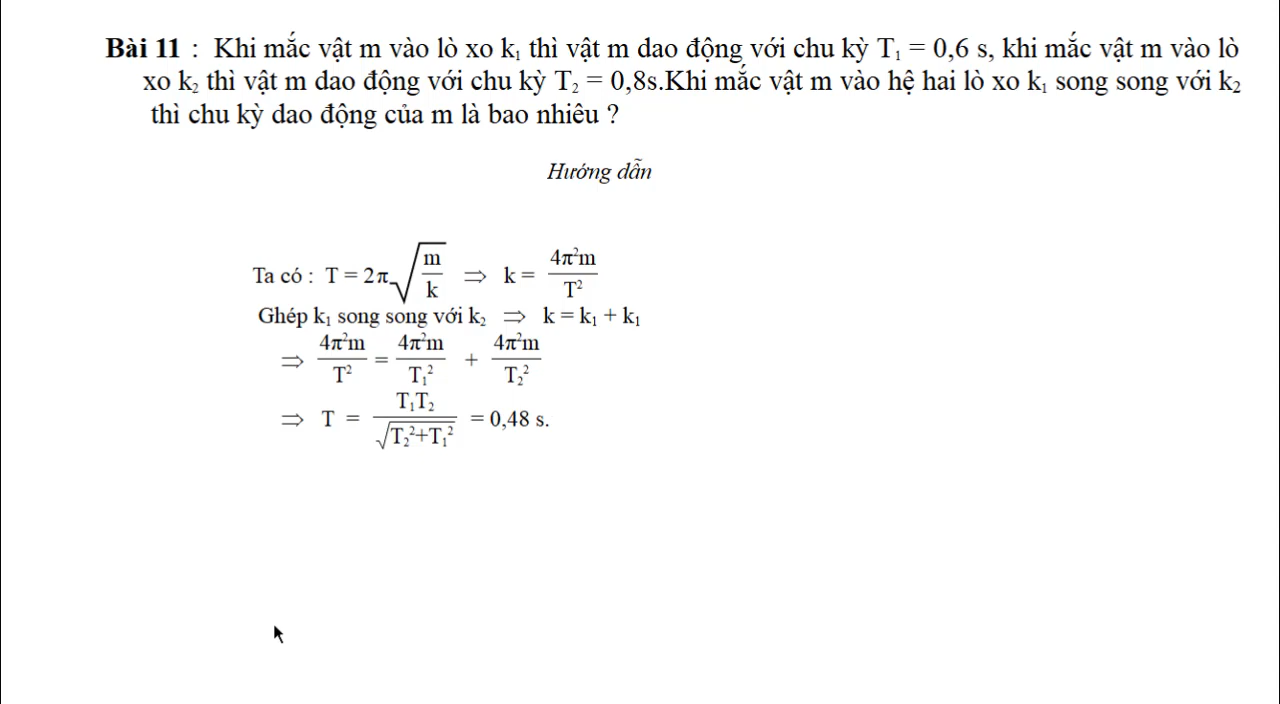 Bài 11 : Khi mắc vật m vào lò xo k₁ thì vật m dao động với chu kỳ T₁ = 0,6 s, khi mắc vật m vào lò
xo k₂ thì vật m dao động với chu kỳ T₂ = 0,8s.Khi mắc vật m vào hệ hai lò xo k₁ song song với k₂
thì chu kỳ dao động của m là bao nhiêu ?
Hướng dẫn
Ta có : T = 2π√(m/k) ⇒ k = 4π²m/T²
Ghép k₁ song song với k₂ ⇒ k = k₁ + k₁
⇒ 4π²m/T² = 4π²m/T₁² + 4π²m/T₂²
⇒ T = T₁T₂/√(T₂²+T₁²) = 0,48 s.